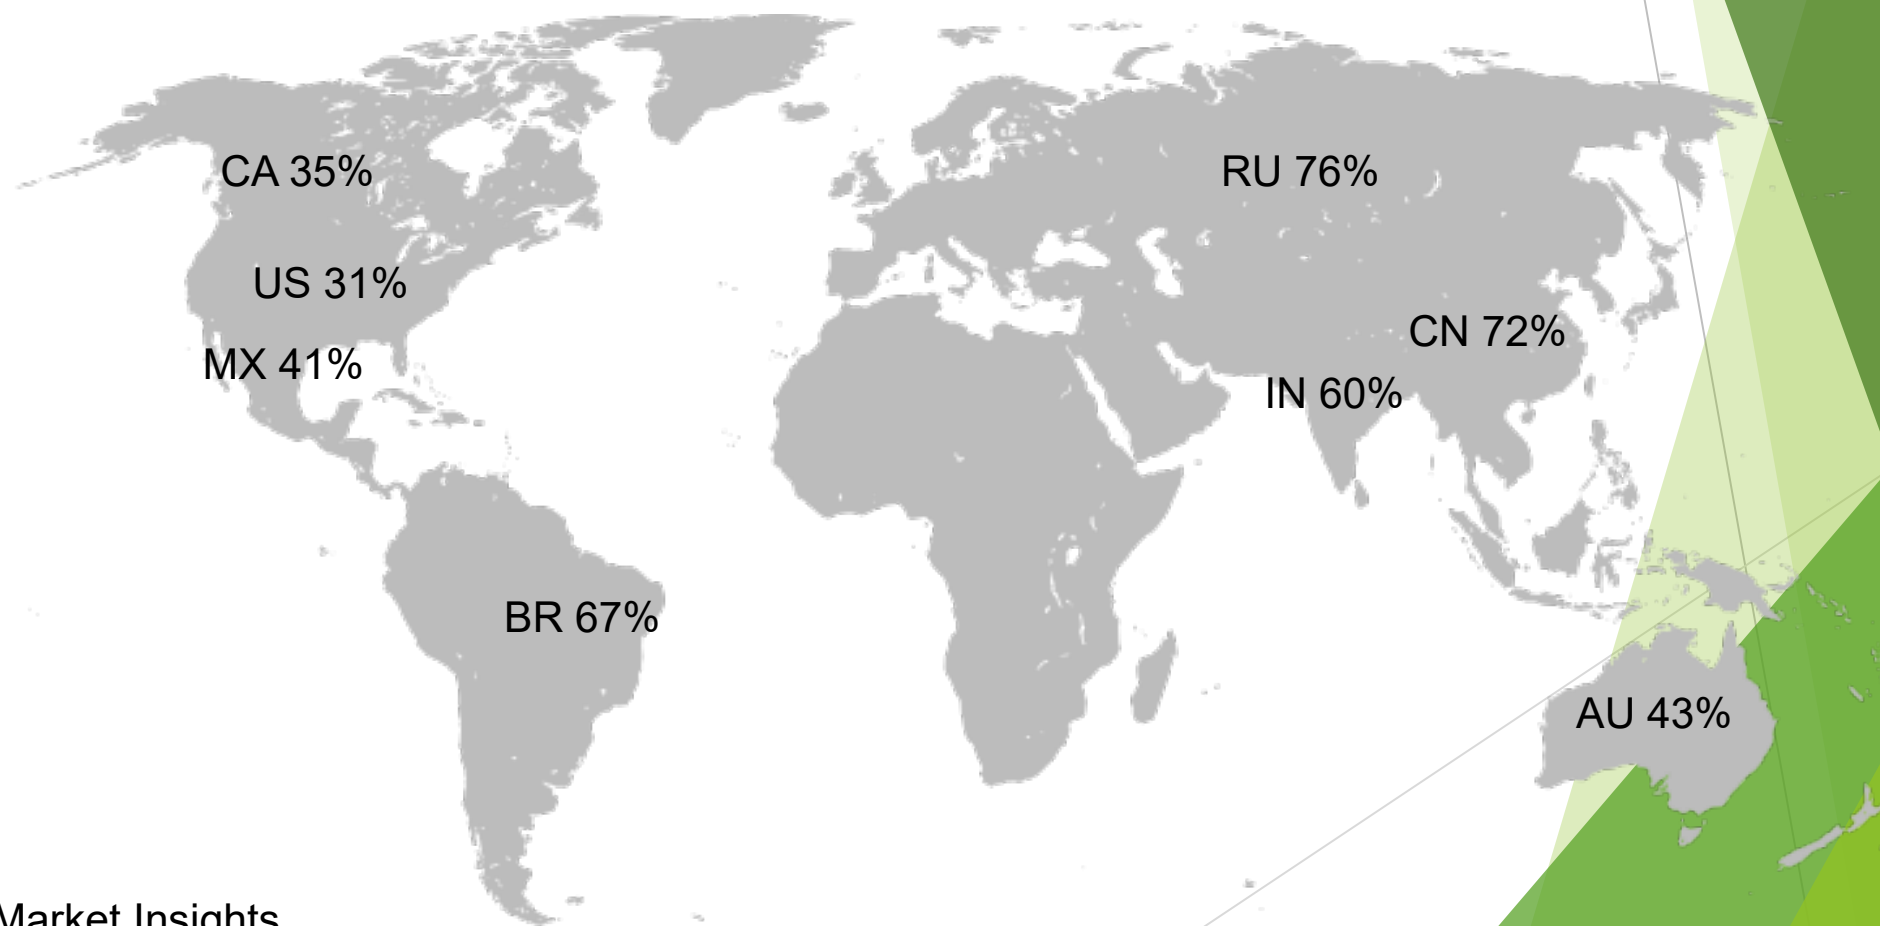 CA 35%
RU 76%
US 31%
CN 72%
MX 41%
IN 60%
BR 67%
AU 43%
Market Insights